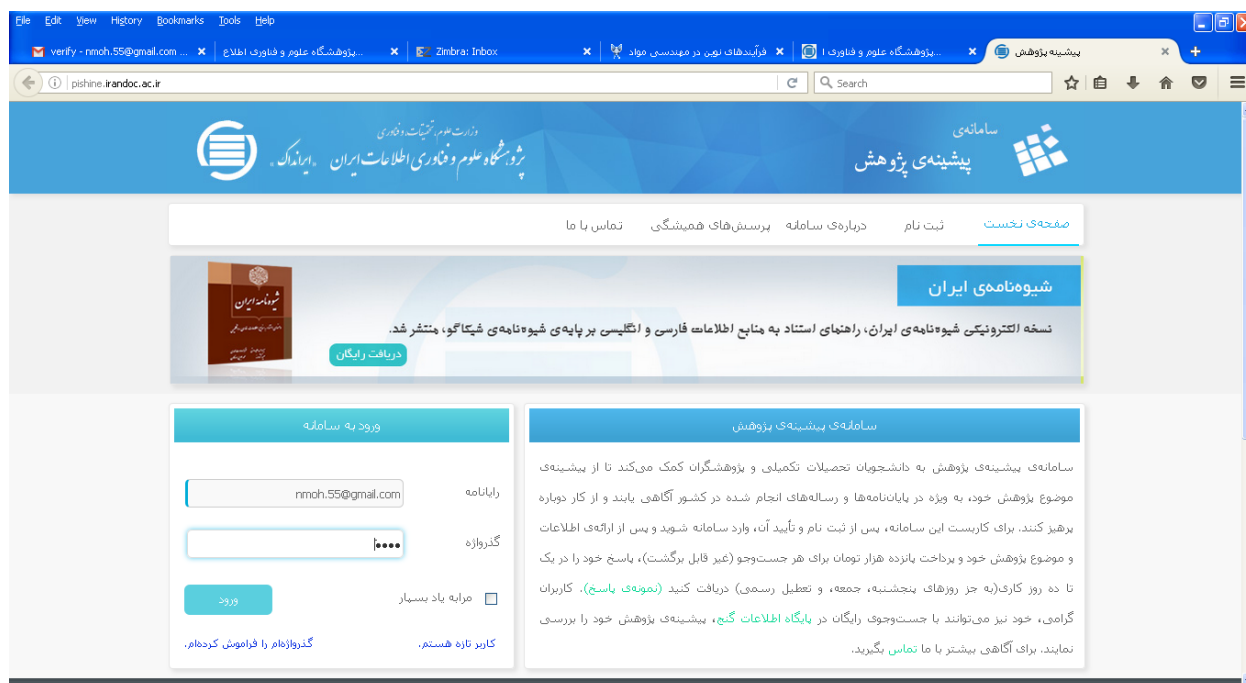 File Edit View History Bookmarks Tools Help
verify - nmoh.55@gmail.com ...
پژوهشگاه علوم و فناوری اطلاع...
Zimbra: Inbox
فرآیندهای نوین در مهندسی مواد
پژوهشگاه علوم و فناوری ا...
پیشینه پژوهش
pishine.irandoc.ac.ir
Search
سامانه‌ی
پیشینه‌ی پژوهش
وزارت علوم، تحقیقات و فناوری
پژوهشگاه علوم و فناوری اطلاعات ایران «ایرانداک»
صفحه‌ی نخست ثبت نام درباره‌ی سامانه پرسش‌های همیشگی تماس با ما
شیوه‌نامه‌ی ایران
نسخه الکترونیکی شیوه‌نامه‌ی ایران، راهنمای استناد به منابع اطلاعات فارسی و انگلیسی بر پایه‌ی شیوه‌نامه‌ی شیکاگو، منتشر شد.
دریافت رایگان
شیوه‌نامه ایران
سامانه‌ی پیشینه‌ی پژوهش
سامانه‌ی پیشینه‌ی پژوهش به دانشجویان تحصیلات تکمیلی و پژوهشگران کمک می‌کند تا از پیشینه‌ی
موضوع پژوهش خود، به ویژه در پایان‌نامه‌ها و رساله‌های انجام شده در کشور آگاهی یابند و از کار دوباره
پرهیز کنند. برای کاربست این سامانه، پس از ثبت نام و تأیید آن، وارد سامانه شوید و پس از ارائه‌ی اطلاعات
و موضوع پژوهش خود و پرداخت پانزده هزار تومان برای هر جست‌وجو (غیر قابل برگشت)، پاسخ خود را در یک
تا ده روز کاری(به جز روزهای پنجشنبه، جمعه، و تعطیل رسمی) دریافت کنید (نمونه‌ی پاسخ). کاربران
گرامی، خود نیز می‌توانند با جست‌وجوی رایگان در پایگاه اطلاعات گنج، پیشینه‌ی پژوهش خود را بررسی
نمایند. برای آگاهی بیشتر با ما تماس بگیرید.
ورود به سامانه
رایانامه
nmoh.55@gmail.com
گذرواژه
مرابه یاد بسپار
ورود
کاربر تازه هستم.
گذرواژه‌ام را فراموش کرده‌ام.